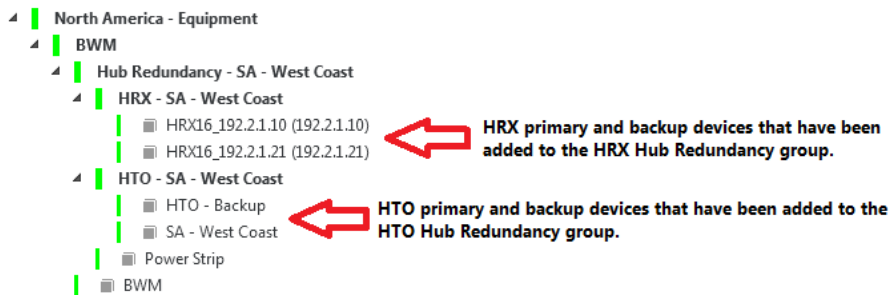 North America - Equipment
BWM
Hub Redundancy - SA - West Coast
HRX - SA - West Coast
HRX16_192.2.1.10 (192.2.1.10)
HRX16_192.2.1.21 (192.2.1.21)
HRX primary and backup devices that have been
added to the HRX Hub Redundancy group.
HTO - SA - West Coast
HTO - Backup
SA - West Coast
HTO primary and backup devices that have been added to the
HTO Hub Redundancy group.
Power Strip
BWM